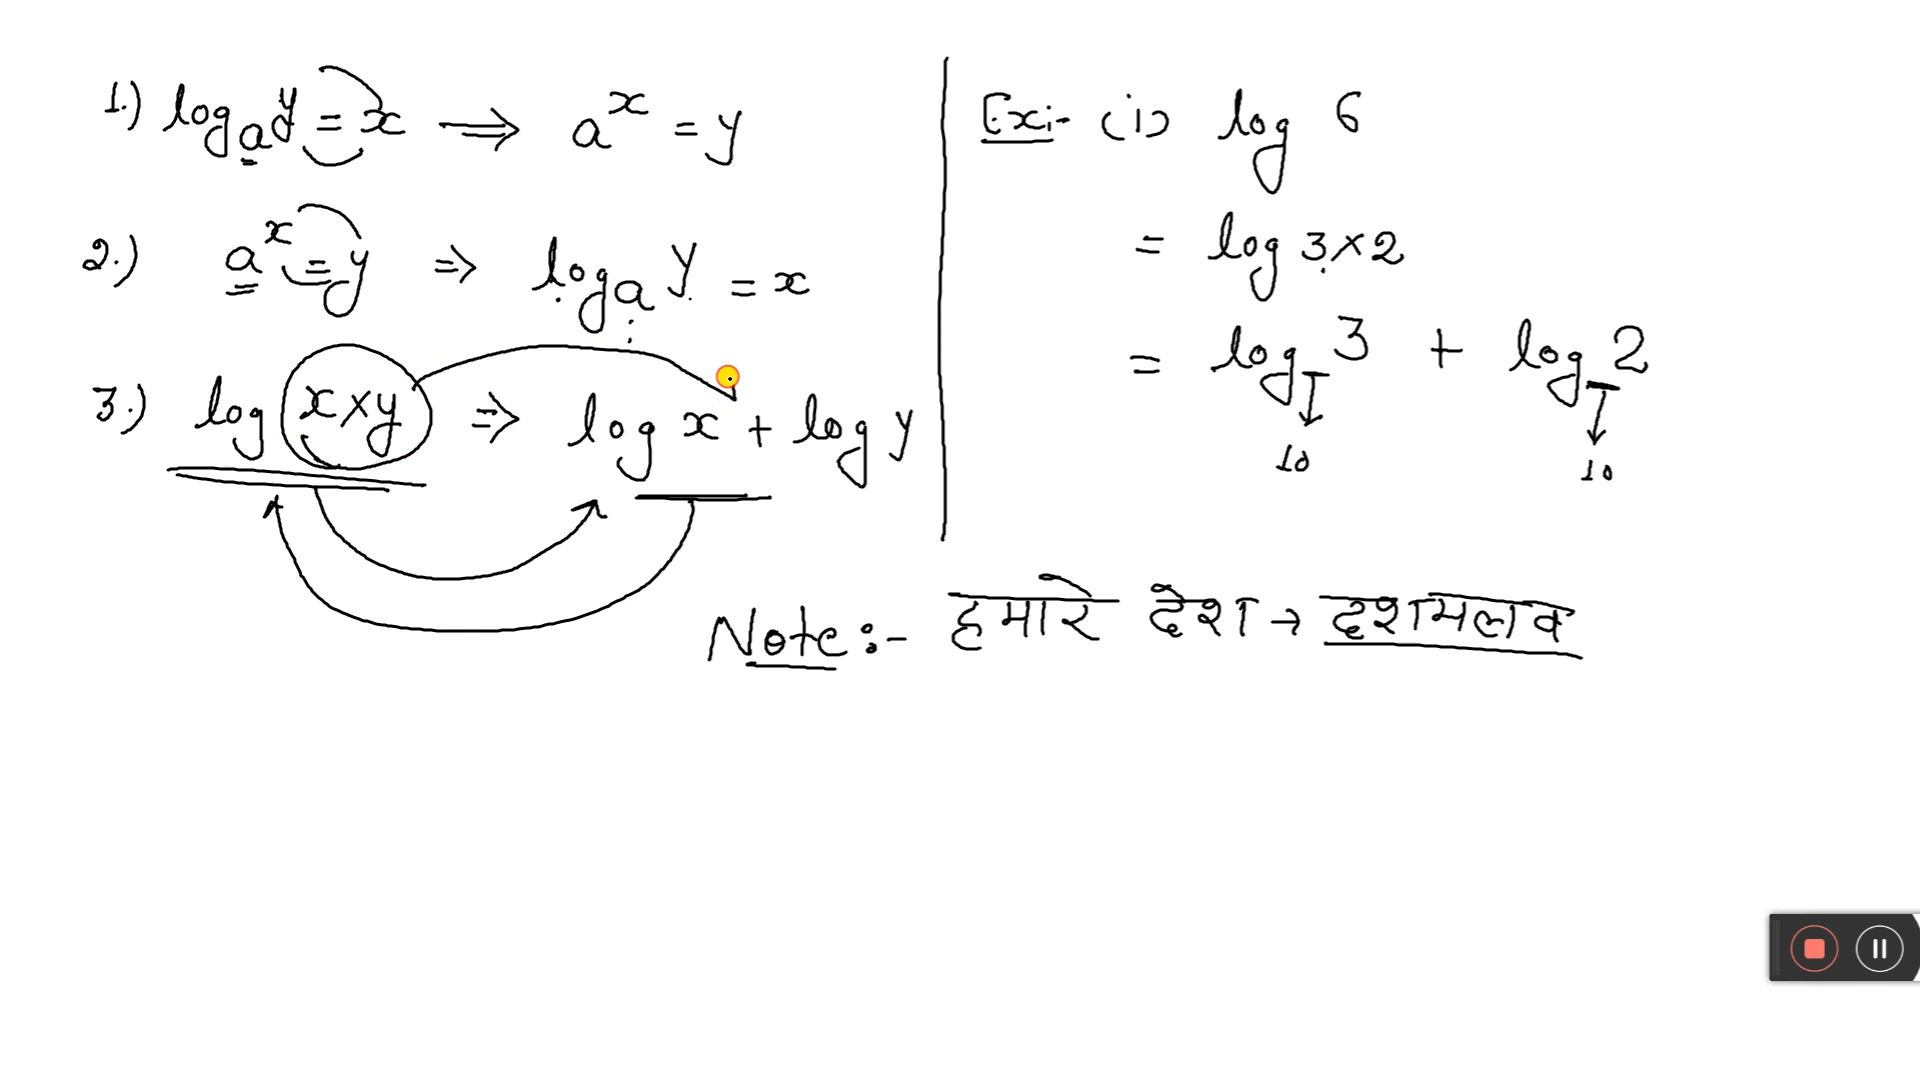 1.) logₐy = x ⟹ aˣ = y
2.) aˣ = y ⇒ logₐ y = x
3.) log x×y ⇒ log x + log y
Ex:- (i) log 6
= log 3×2
= log 3 + log 2
10 10
Note:- हमारे देश → दशमलव